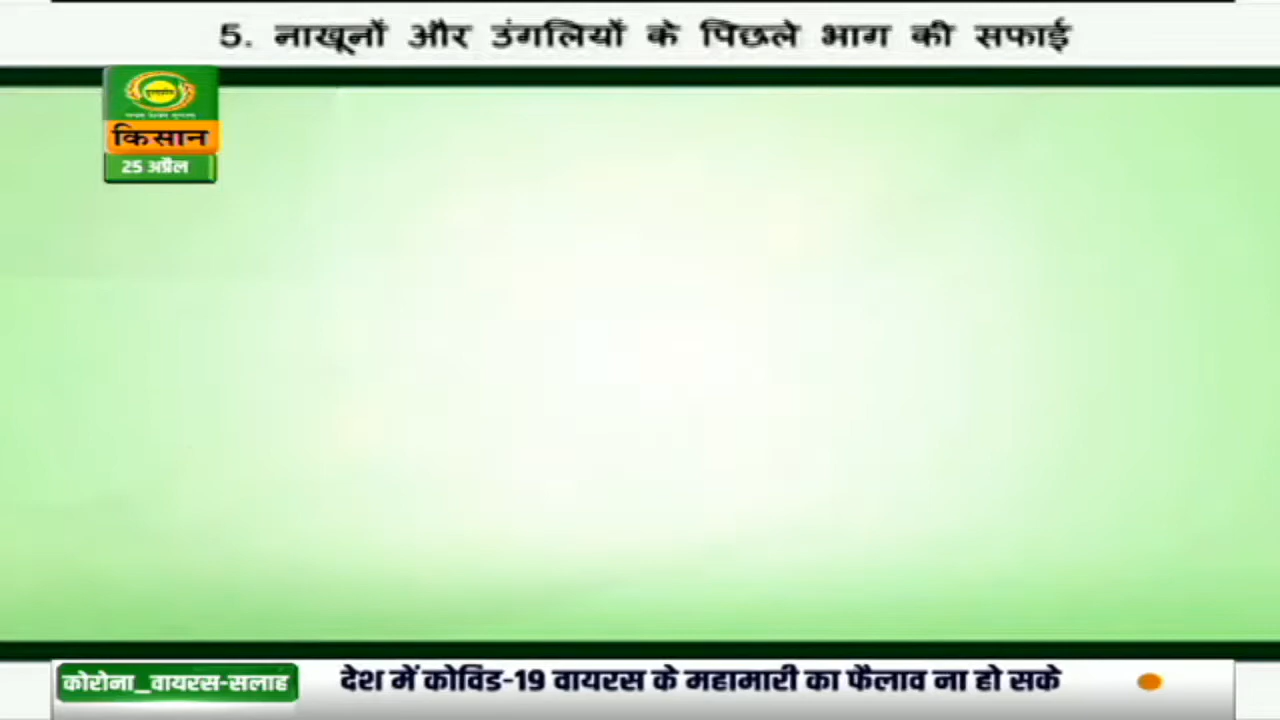 5. नाखूनों और उंगलियों के पिछले भाग की सफाई
किसान
25 अप्रैल
कोरोना_वायरस-सलाह
देश में कोविड-19 वायरस के महामारी का फैलाव ना हो सके